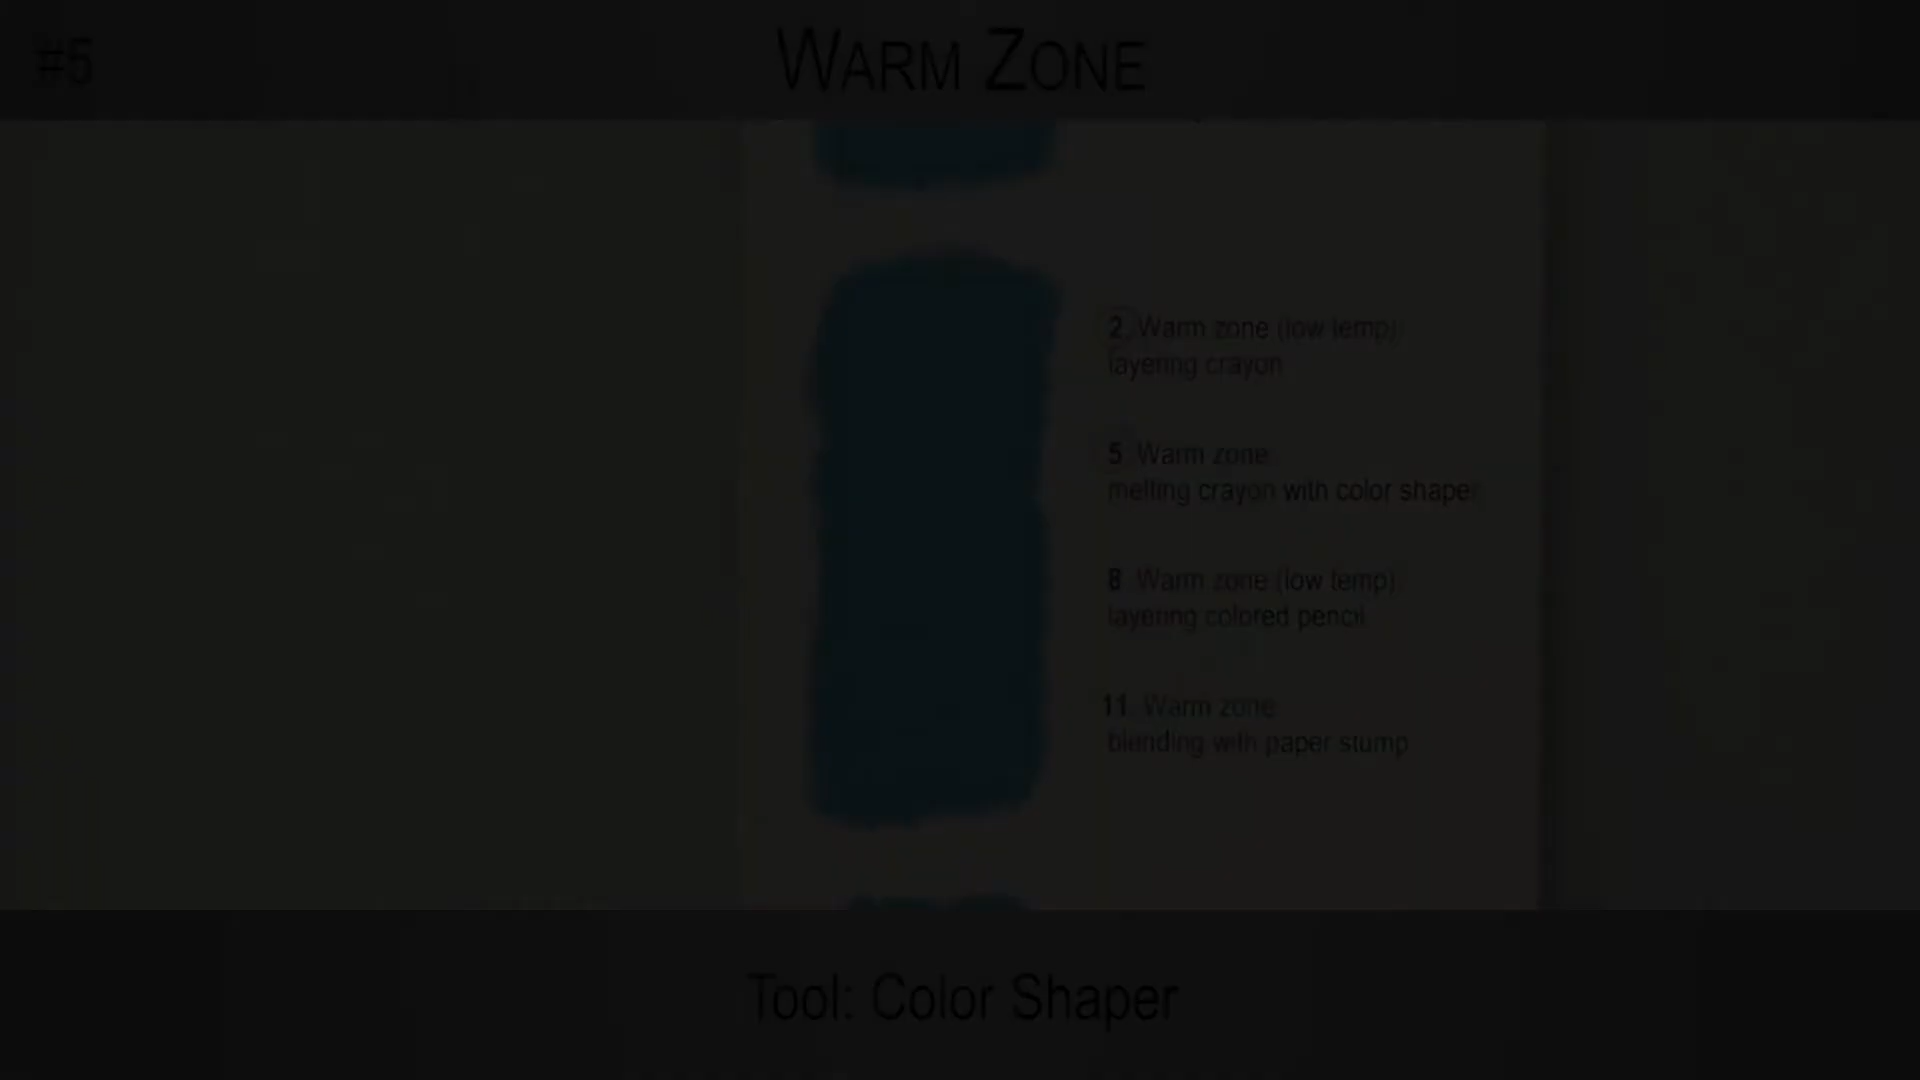 #5
WARM ZONE
2. Warm zone (low temp)
layering crayon
5. Warm zone
melting crayon with color shaper
8. Warm zone (low temp)
layering colored pencil
11. Warm zone
blending with paper stump
Tool: Color Shaper